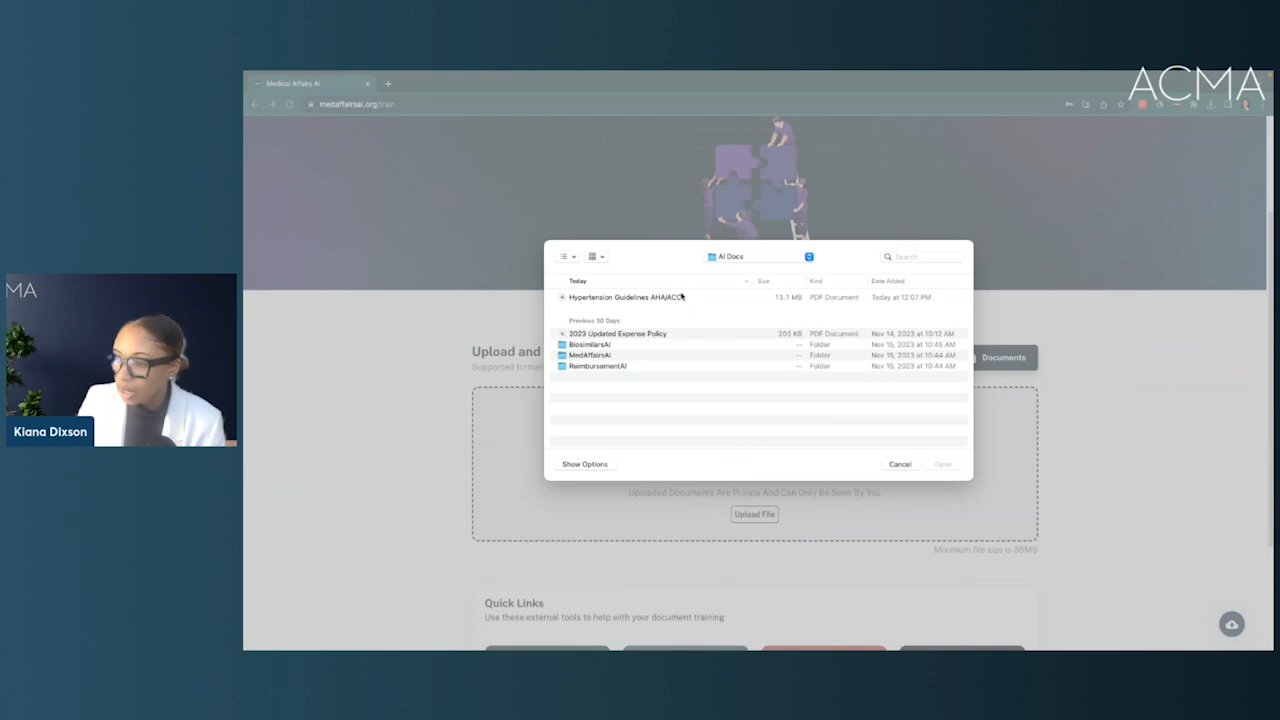 ACMA
Medical Affairs AI
medaffairsai.org/train
AI Docs
Search
Today
Size
Kind
Date Added
Hypertension Guidelines AHA/ACC
13.1 MB
PDF Document
Today at 12:07 PM
Previous 30 Days
2023 Updated Expense Policy
203 KB
PDF Document
Nov 14, 2023 at 10:12 AM
BiosimilarsAI
--
Folder
Nov 15, 2023 at 10:45 AM
MedAffairsAI
--
Folder
Nov 15, 2023 at 10:44 AM
ReimbursementAI
--
Folder
Nov 15, 2023 at 10:44 AM
Show Options
Cancel
Open
Upload and
Documents
Uploaded Documents Are Private And Can Only Be Seen By You
Upload File
Maximum file size is 35MB
Quick Links
Use these external tools to help with your document training
MA
Kiana Dixson